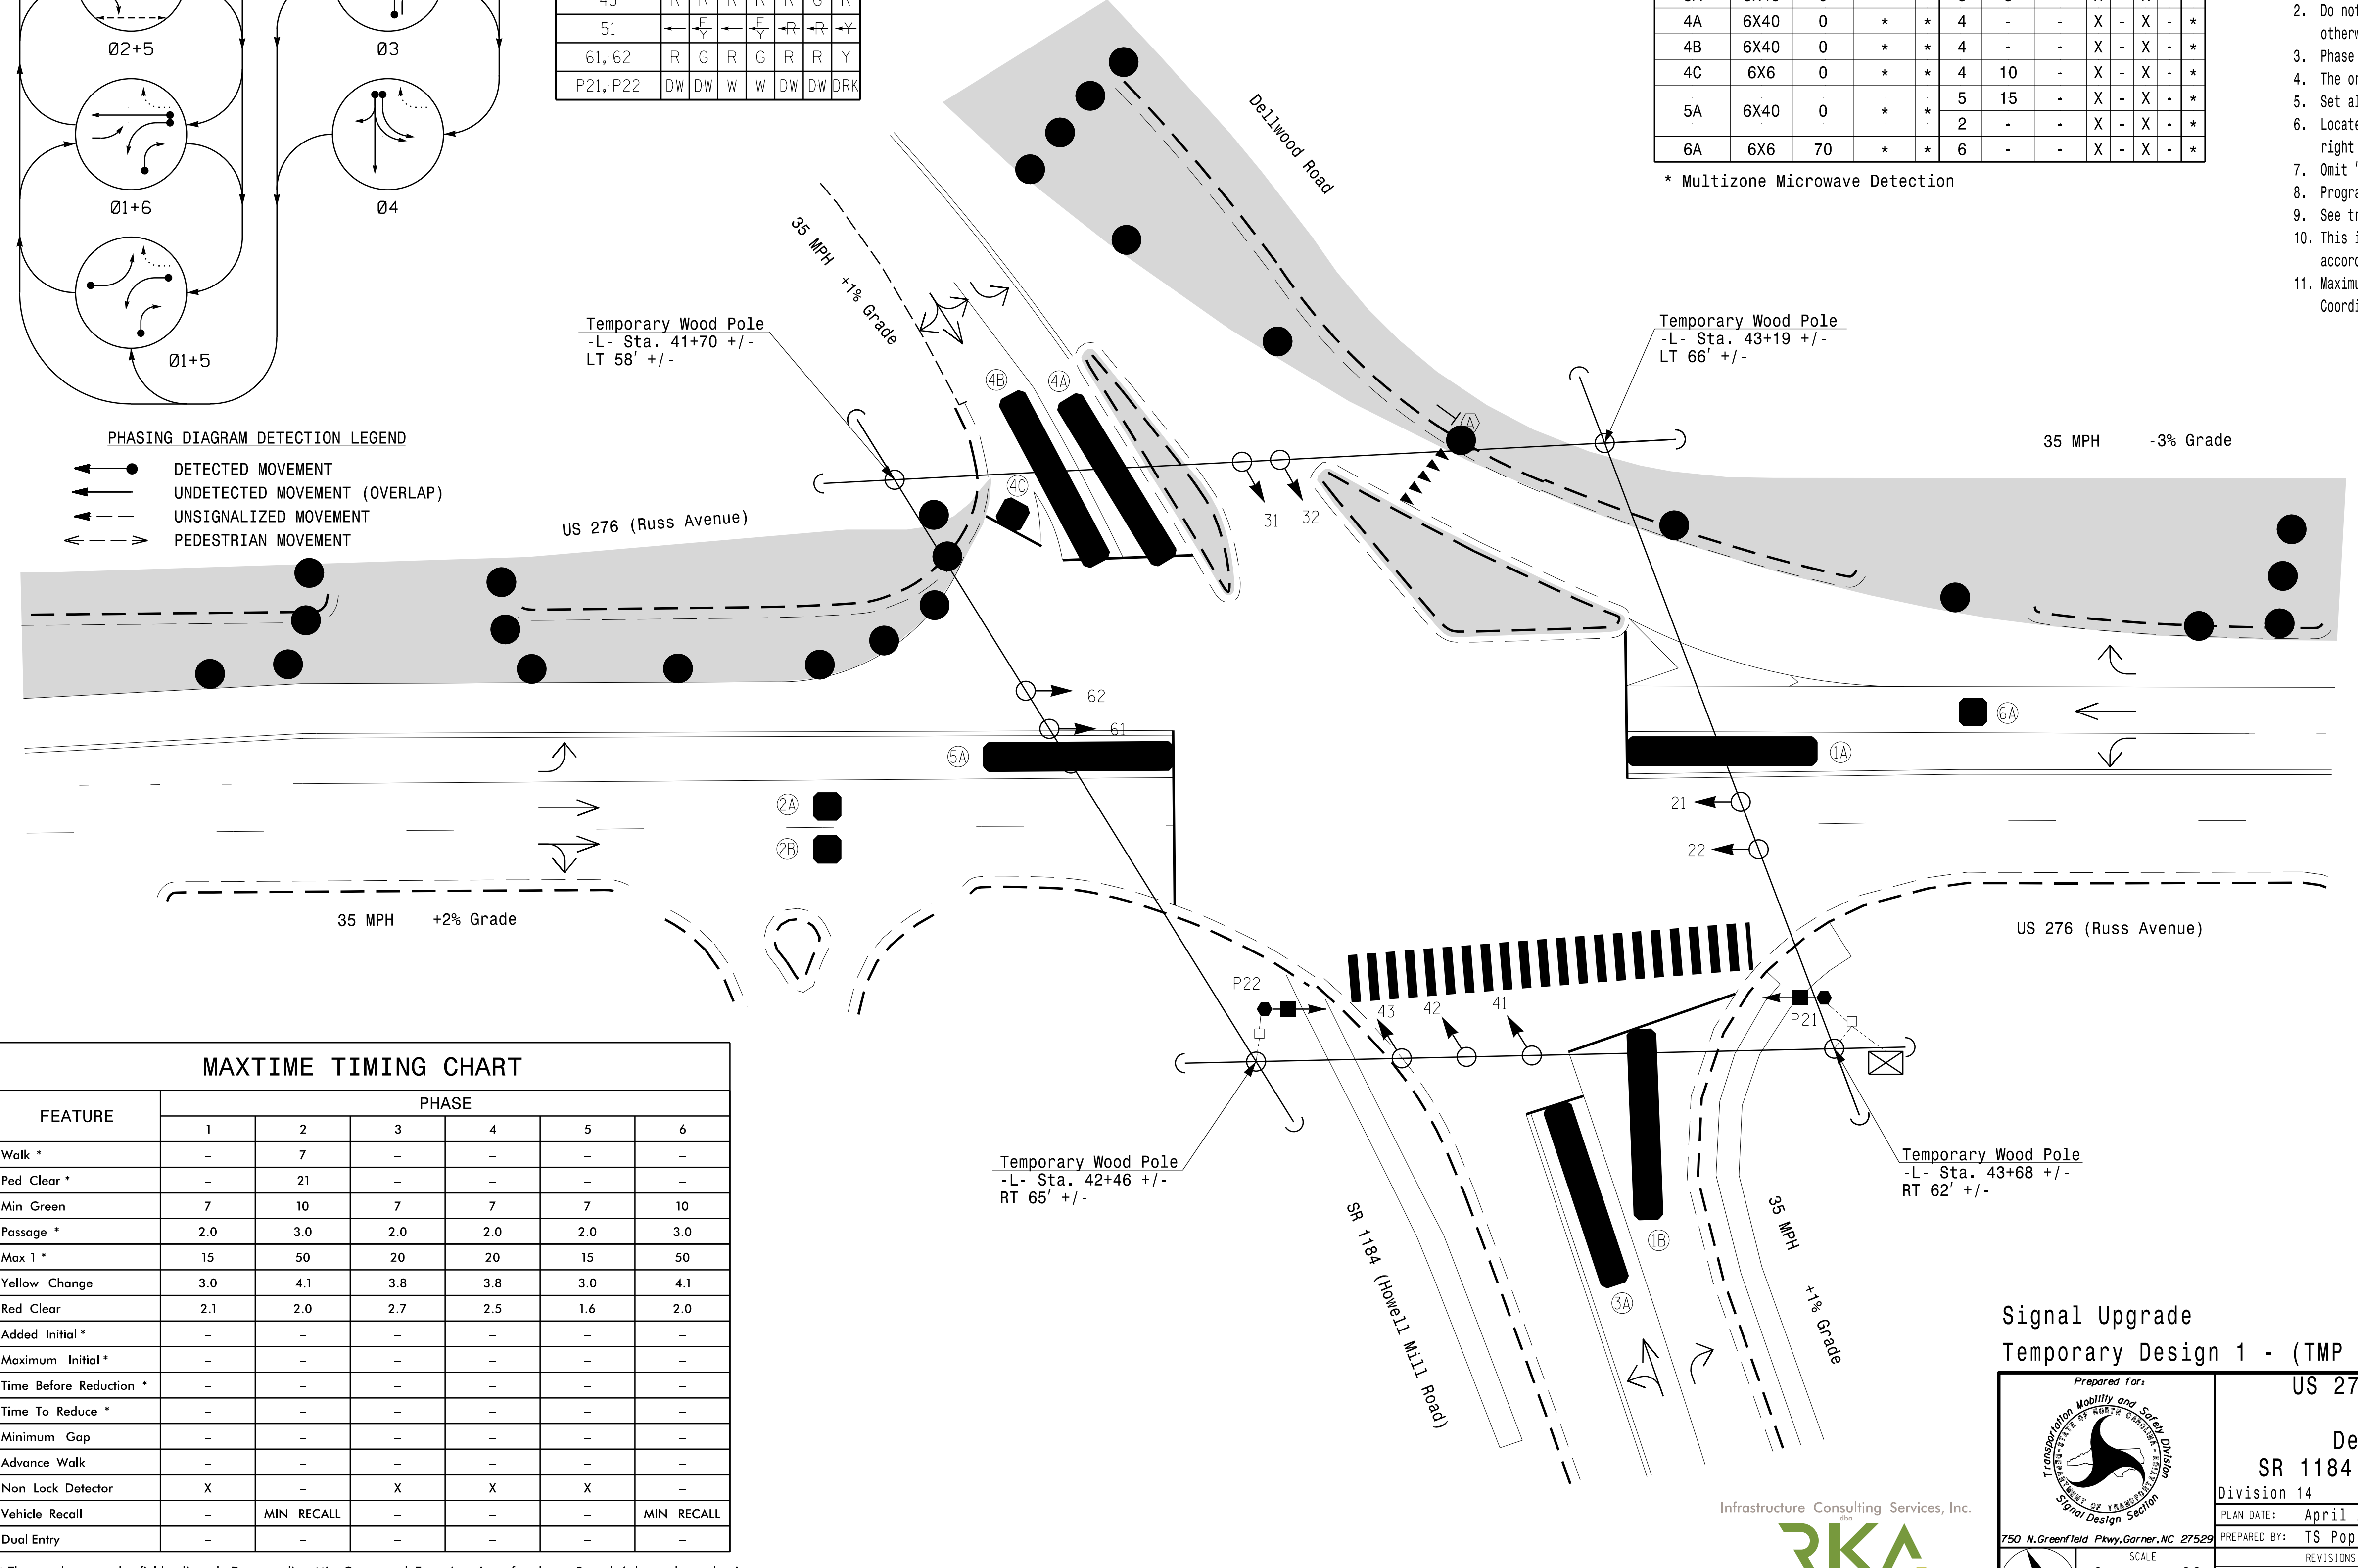 Ø2+5
Ø3
Ø1+6
Ø4
Ø1+5
PHASING DIAGRAM DETECTION LEGEND
DETECTED MOVEMENT
UNDETECTED MOVEMENT (OVERLAP)
UNSIGNALIZED MOVEMENT
PEDESTRIAN MOVEMENT
43 R R R R R G R
51 F Y F Y R R Y
61, 62 R G R G R R Y
P21, P22 DW DW W W DW DW DRK
4A 6X40 0 * * 4 - - X - X - *
4B 6X40 0 * * 4 - - X - X - *
4C 6X6 0 * * 4 10 - X - X - *
5A 6X40 0 * * 5 15 - X - X - *
2 - - X - X - *
6A 6X6 70 * * 6 - - X - X - *
* Multizone Microwave Detection
2. Do not
3. Phase
4. The
5. Set
6.
right
7. Omit
8.
9. See
10. This
11.
Dellwood Road
35 MPH +1% Grade
Temporary Wood Pole
-L- Sta. 41+70 +/-
LT 58' +/-
Temporary Wood Pole
-L- Sta. 43+19 +/-
LT 66' +/-
4B
4A
4C
A
31
32
35 MPH -3% Grade
US 276 (Russ Avenue)
62
61
5A
6A
1A
2A
2B
21
22
35 MPH +2% Grade
US 276 (Russ Avenue)
P22
43
42
41
P21
Temporary Wood Pole
-L- Sta. 42+46 +/-
RT 65' +/-
Temporary Wood Pole
-L- Sta. 43+68 +/-
RT 62' +/-
1B
3A
SR 1184 (Howell Mill Road)
35 MPH +1% Grade
MAXTIME TIMING CHART
FEATURE PHASE
1 2 3 4 5 6
Walk * – 7 – – – –
Ped Clear * – 21 – – – –
Min Green 7 10 7 7 7 10
Passage * 2.0 3.0 2.0 2.0 2.0 3.0
Max 1 * 15 50 20 20 15 50
Yellow Change 3.0 4.1 3.8 3.8 3.0 4.1
Red Clear 2.1 2.0 2.7 2.5 1.6 2.0
Added Initial * – – – – – –
Maximum Initial * – – – – – –
Time Before Reduction * – – – – – –
Time To Reduce * – – – – – –
Minimum Gap – – – – – –
Advance Walk – – – – – –
Non Lock Detector X – X X X –
Vehicle Recall – MIN RECALL – – – MIN RECALL
Dual Entry – – – – – –
Signal Upgrade
Temporary Design 1 - (TMP
Prepared for:
Transportation Mobility and Safety Division
STATE OF NORTH CAROLINA
DEPARTMENT OF TRANSPORTATION
Signal Design Section
750 N.Greenfield Pkwy,Garner,NC 27529
US 27
De
SR 1184
Division 14
PLAN DATE: April
PREPARED BY: TS Pop
REVISIONS
SCALE
Infrastructure Consulting Services, Inc.
dba
RKA